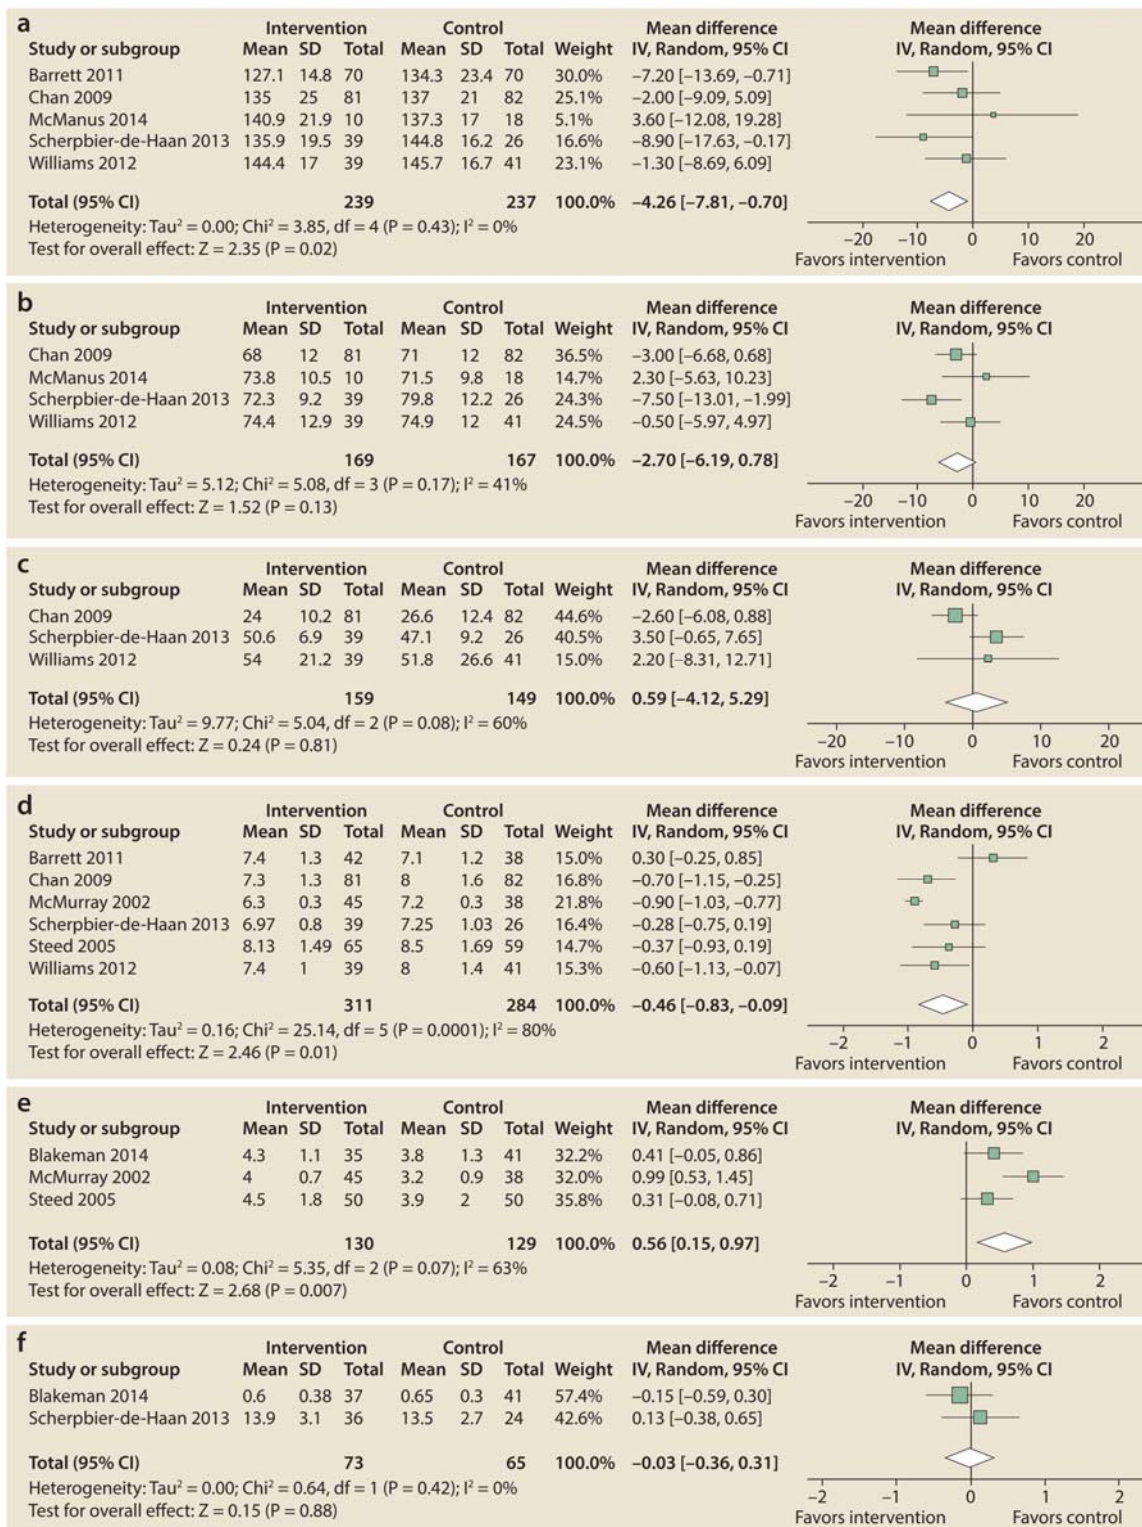 a
Intervention Control Mean difference Mean difference
Study or subgroup Mean SD Total Mean SD Total Weight IV, Random, 95% CI IV, Random, 95% CI
Barrett 2011 127.1 14.8 70 134.3 23.4 70 30.0% –7.20 [–13.69, –0.71]
Chan 2009 135 25 81 137 21 82 25.1% –2.00 [–9.09, 5.09]
McManus 2014 140.9 21.9 10 137.3 17 18 5.1% 3.60 [–12.08, 19.28]
Scherpbier-de-Haan 2013 135.9 19.5 39 144.8 16.2 26 16.6% –8.90 [–17.63, –0.17]
Williams 2012 144.4 17 39 145.7 16.7 41 23.1% –1.30 [–8.69, 6.09]
Total (95% CI) 239 237 100.0% –4.26 [–7.81, –0.70]
Heterogeneity: Tau² = 0.00; Chi² = 3.85, df = 4 (P = 0.43); I² = 0%
Test for overall effect: Z = 2.35 (P = 0.02)
–20 –10 0 10 20
Favors intervention Favors control
b
Intervention Control Mean difference Mean difference
Study or subgroup Mean SD Total Mean SD Total Weight IV, Random, 95% CI IV, Random, 95% CI
Chan 2009 68 12 81 71 12 82 36.5% –3.00 [–6.68, 0.68]
McManus 2014 73.8 10.5 10 71.5 9.8 18 14.7% 2.30 [–5.63, 10.23]
Scherpbier-de-Haan 2013 72.3 9.2 39 79.8 12.2 26 24.3% –7.50 [–13.01, –1.99]
Williams 2012 74.4 12.9 39 74.9 12 41 24.5% –0.50 [–5.97, 4.97]
Total (95% CI) 169 167 100.0% –2.70 [–6.19, 0.78]
Heterogeneity: Tau² = 5.12; Chi² = 5.08, df = 3 (P = 0.17); I² = 41%
Test for overall effect: Z = 1.52 (P = 0.13)
–20 –10 0 10 20
Favors intervention Favors control
c
Intervention Control Mean difference Mean difference
Study or subgroup Mean SD Total Mean SD Total Weight IV, Random, 95% CI IV, Random, 95% CI
Chan 2009 24 10.2 81 26.6 12.4 82 44.6% –2.60 [–6.08, 0.88]
Scherpbier-de-Haan 2013 50.6 6.9 39 47.1 9.2 26 40.5% 3.50 [–0.65, 7.65]
Williams 2012 54 21.2 39 51.8 26.6 41 15.0% 2.20 [–8.31, 12.71]
Total (95% CI) 159 149 100.0% 0.59 [–4.12, 5.29]
Heterogeneity: Tau² = 9.77; Chi² = 5.04, df = 2 (P = 0.08); I² = 60%
Test for overall effect: Z = 0.24 (P = 0.81)
–20 –10 0 10 20
Favors intervention Favors control
d
Intervention Control Mean difference Mean difference
Study or subgroup Mean SD Total Mean SD Total Weight IV, Random, 95% CI IV, Random, 95% CI
Barrett 2011 7.4 1.3 42 7.1 1.2 38 15.0% 0.30 [–0.25, 0.85]
Chan 2009 7.3 1.3 81 8 1.6 82 16.8% –0.70 [–1.15, –0.25]
McMurray 2002 6.3 0.3 45 7.2 0.3 38 21.8% –0.90 [–1.03, –0.77]
Scherpbier-de-Haan 2013 6.97 0.8 39 7.25 1.03 26 16.4% –0.28 [–0.75, 0.19]
Steed 2005 8.13 1.49 65 8.5 1.69 59 14.7% –0.37 [–0.93, 0.19]
Williams 2012 7.4 1 39 8 1.4 41 15.3% –0.60 [–1.13, –0.07]
Total (95% CI) 311 284 100.0% –0.46 [–0.83, –0.09]
Heterogeneity: Tau² = 0.16; Chi² = 25.14, df = 5 (P = 0.0001); I² = 80%
Test for overall effect: Z = 2.46 (P = 0.01)
–2 –1 0 1 2
Favors intervention Favors control
e
Intervention Control Mean difference Mean difference
Study or subgroup Mean SD Total Mean SD Total Weight IV, Random, 95% CI IV, Random, 95% CI
Blakeman 2014 4.3 1.1 35 3.8 1.3 41 32.2% 0.41 [–0.05, 0.86]
McMurray 2002 4 0.7 45 3.2 0.9 38 32.0% 0.99 [0.53, 1.45]
Steed 2005 4.5 1.8 50 3.9 2 50 35.8% 0.31 [–0.08, 0.71]
Total (95% CI) 130 129 100.0% 0.56 [0.15, 0.97]
Heterogeneity: Tau² = 0.08; Chi² = 5.35, df = 2 (P = 0.07); I² = 63%
Test for overall effect: Z = 2.68 (P = 0.007)
–2 –1 0 1 2
Favors intervention Favors control
f
Intervention Control Mean difference Mean difference
Study or subgroup Mean SD Total Mean SD Total Weight IV, Random, 95% CI IV, Random, 95% CI
Blakeman 2014 0.6 0.38 37 0.65 0.3 41 57.4% –0.15 [–0.59, 0.30]
Scherpbier-de-Haan 2013 13.9 3.1 36 13.5 2.7 24 42.6% 0.13 [–0.38, 0.65]
Total (95% CI) 73 65 100.0% –0.03 [–0.36, 0.31]
Heterogeneity: Tau² = 0.00; Chi² = 0.64, df = 1 (P = 0.42); I² = 0%
Test for overall effect: Z = 0.15 (P = 0.88)
–2 –1 0 1 2
Favors intervention Favors control